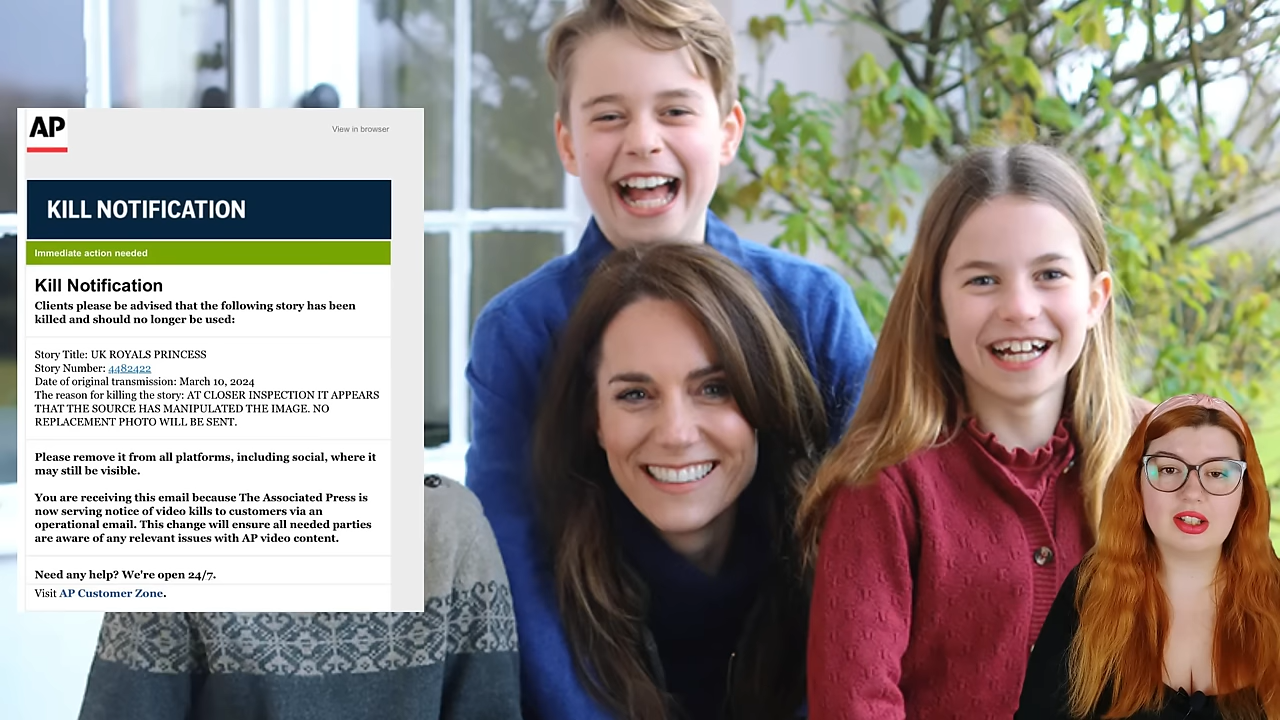 AP
View in browser
KILL NOTIFICATION
Immediate action needed
Kill Notification
Clients please be advised that the following story has been
killed and should no longer be used:
Story Title: UK ROYALS PRINCESS
Story Number: 4482422
Date of original transmission: March 10, 2024
The reason for killing the story: AT CLOSER INSPECTION IT APPEARS
THAT THE SOURCE HAS MANIPULATED THE IMAGE. NO
REPLACEMENT PHOTO WILL BE SENT.
Please remove it from all platforms, including social, where it
may still be visible.
You are receiving this email because The Associated Press is
now serving notice of video kills to customers via an
operational email. This change will ensure all needed parties
are aware of any relevant issues with AP video content.
Need any help? We're open 24/7.
Visit AP Customer Zone.